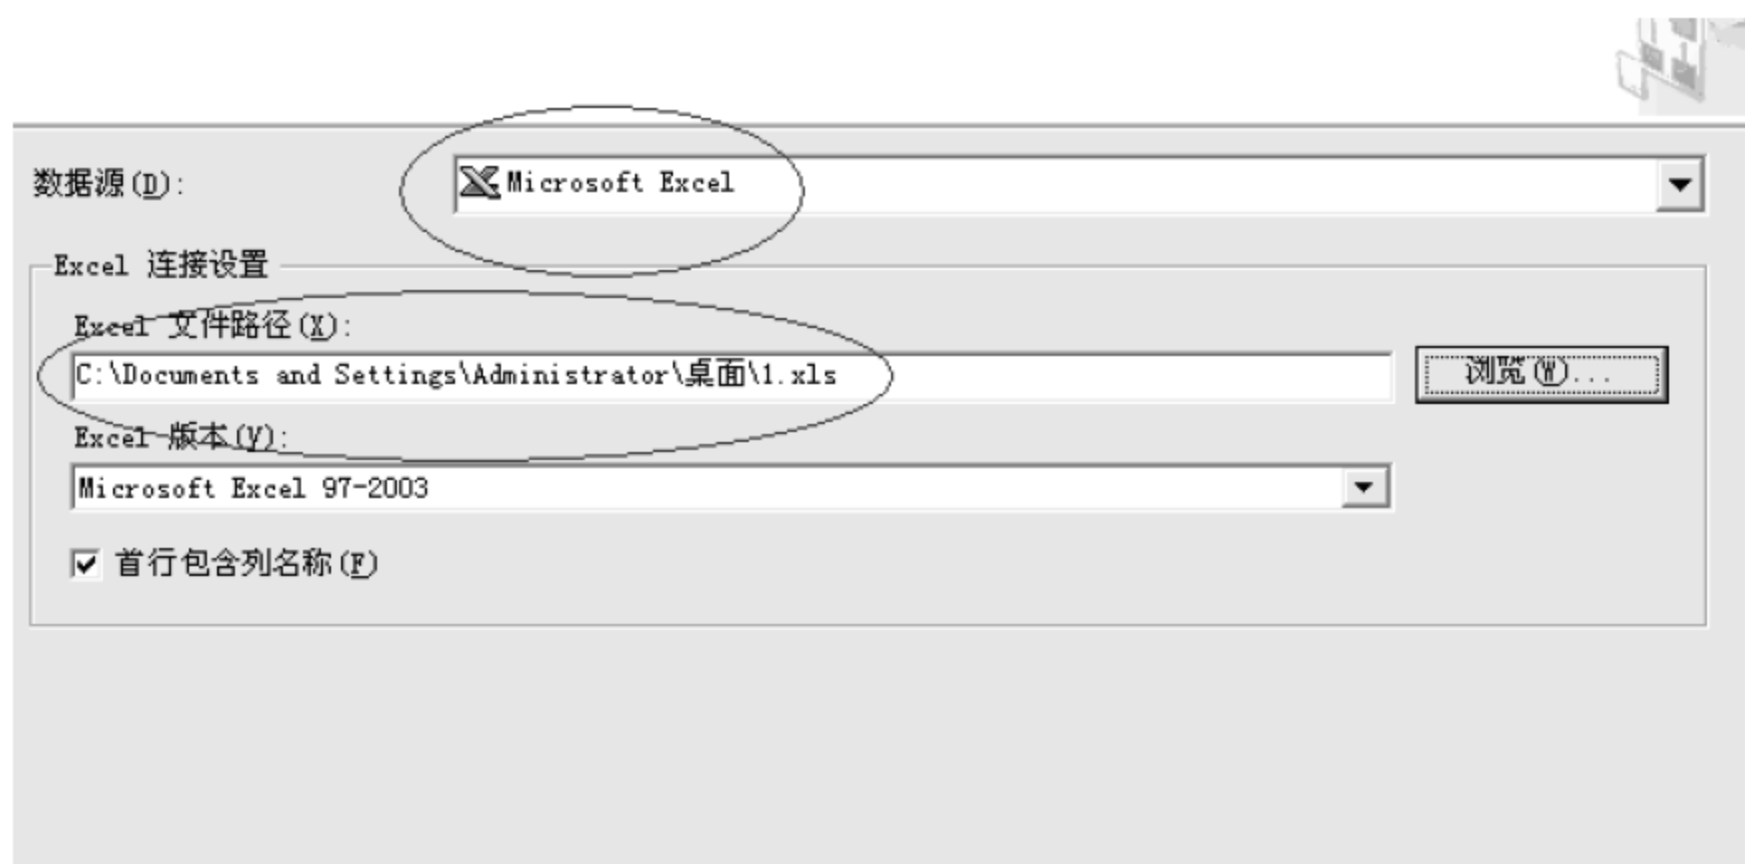 数据源(D): Microsoft Excel
Excel 连接设置
Excel 文件路径(X):
C:\Documents and Settings\Administrator\桌面\1.xls 浏览(W)...
Excel 版本(V):
Microsoft Excel 97-2003
首行包含列名称(F)